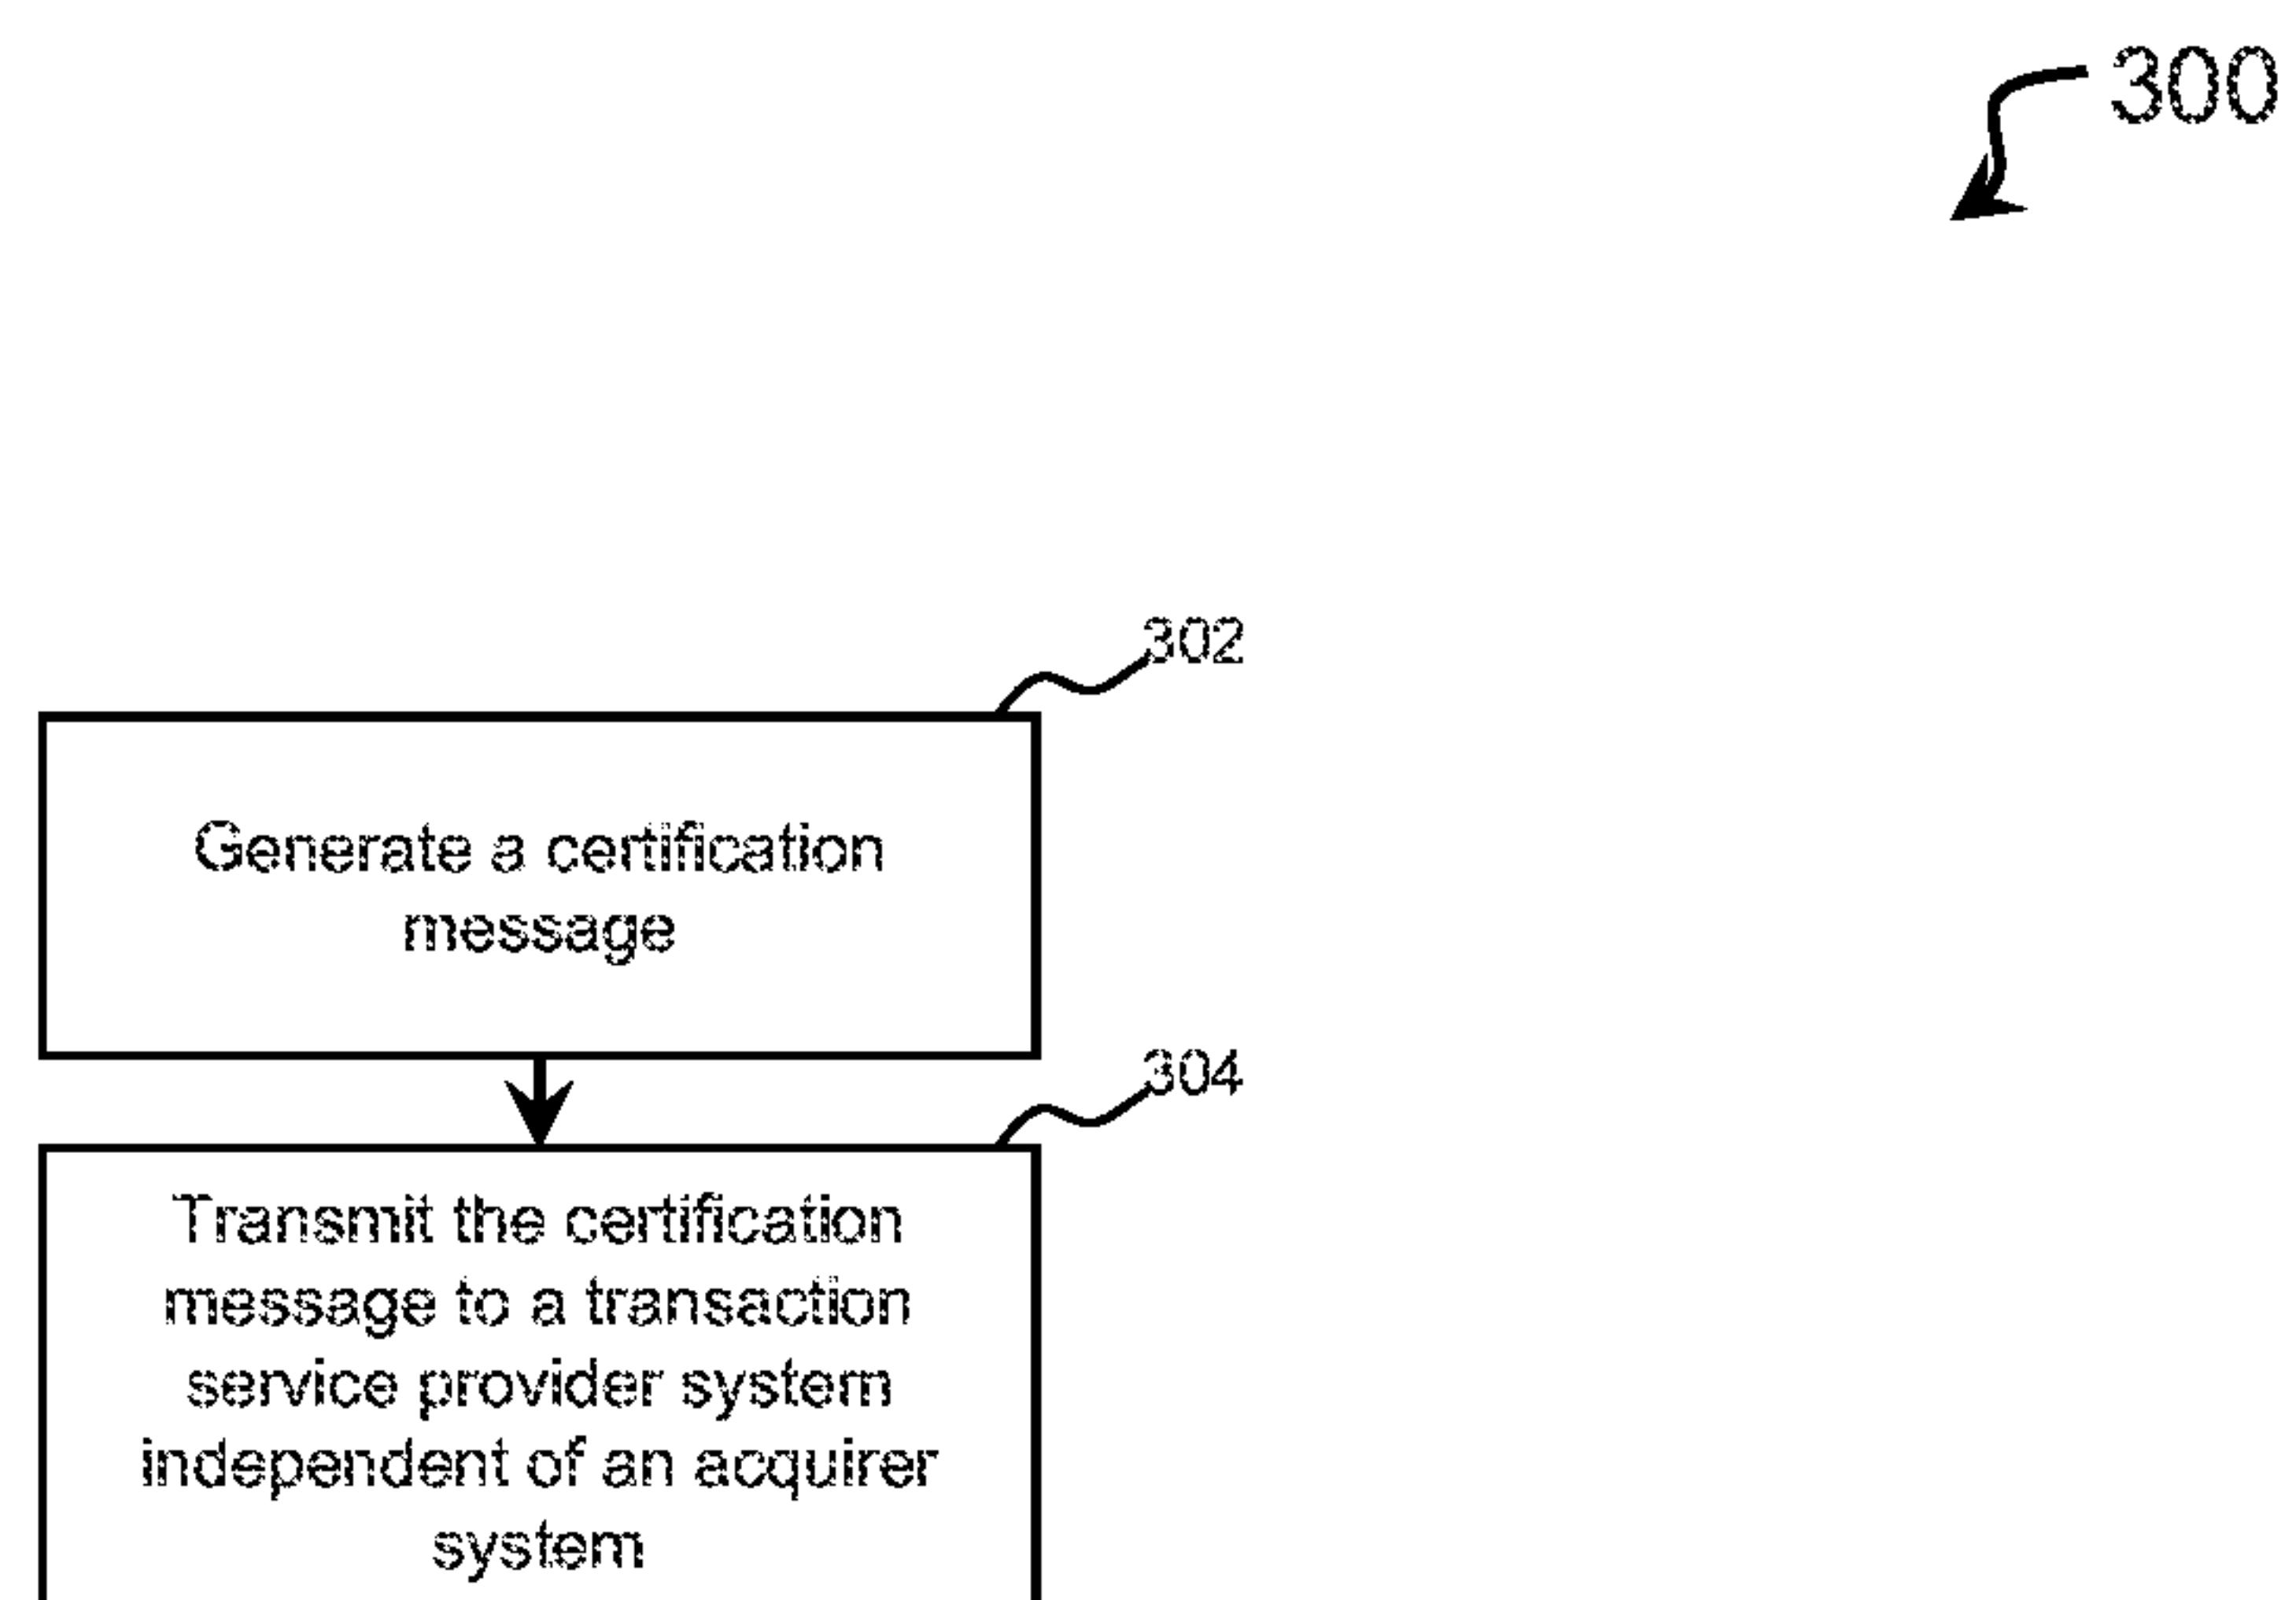 300
302
Generate a certification
message
304
Transmit the certification
message to a transaction
service provider system
independent of an acquirer
system